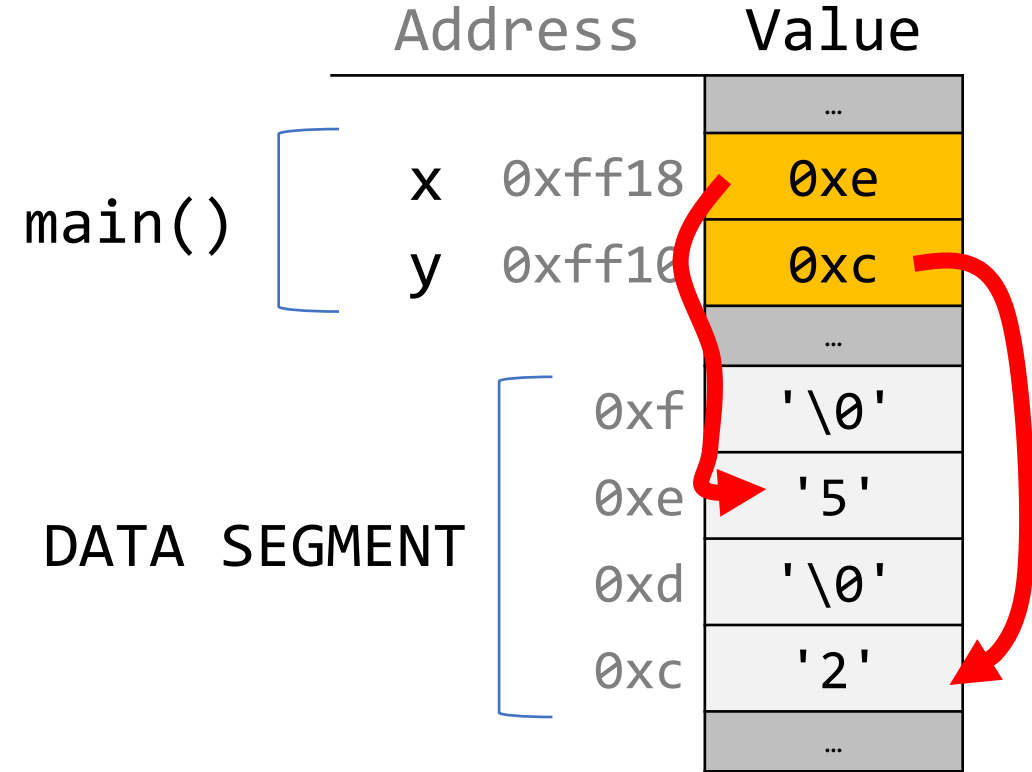 Address Value
…
x 0xff18 0xe
main()
y 0xff10 0xc
…
0xf '\0'
0xe '5'
DATA SEGMENT
0xd '\0'
0xc '2'
…